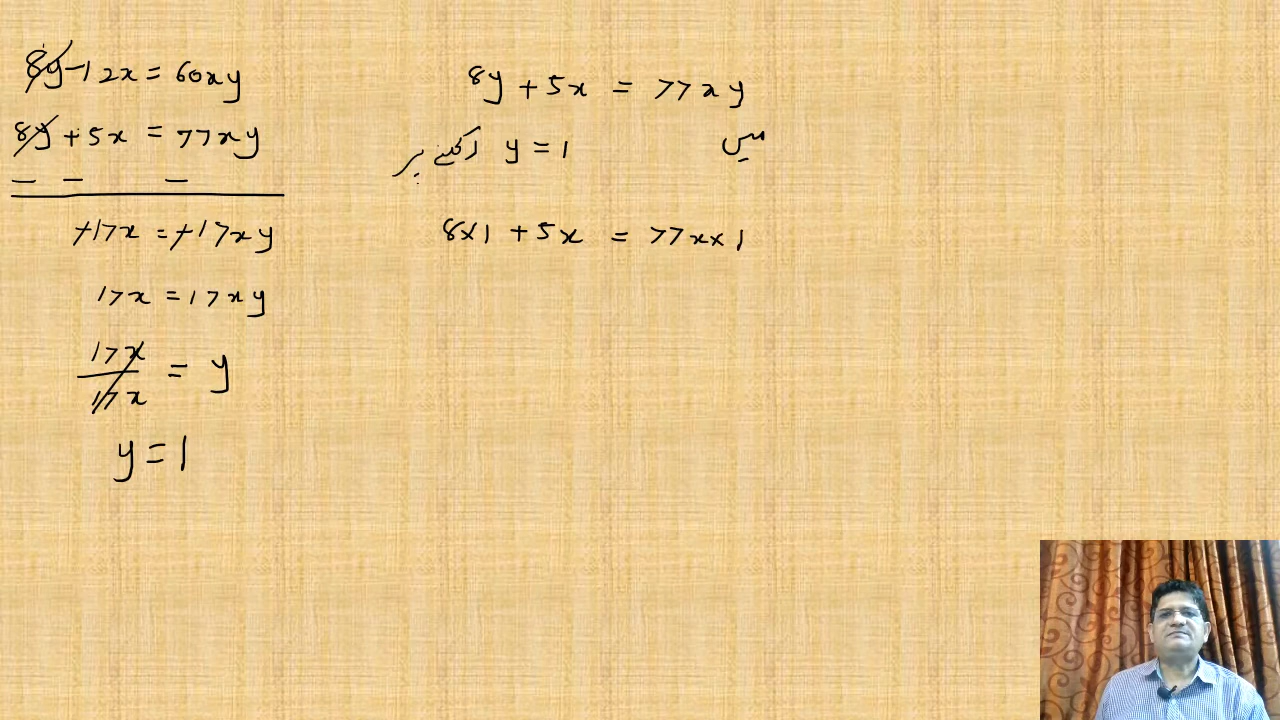 8y - 12x = 60xy
8y + 5x = 77xy
- - -
-17x = -17xy
17x = 17xy
17x/17x = y
y = 1
8y + 5x = 77xy
میں y = 1 رکھنے پر
8×1 + 5x = 77x×1